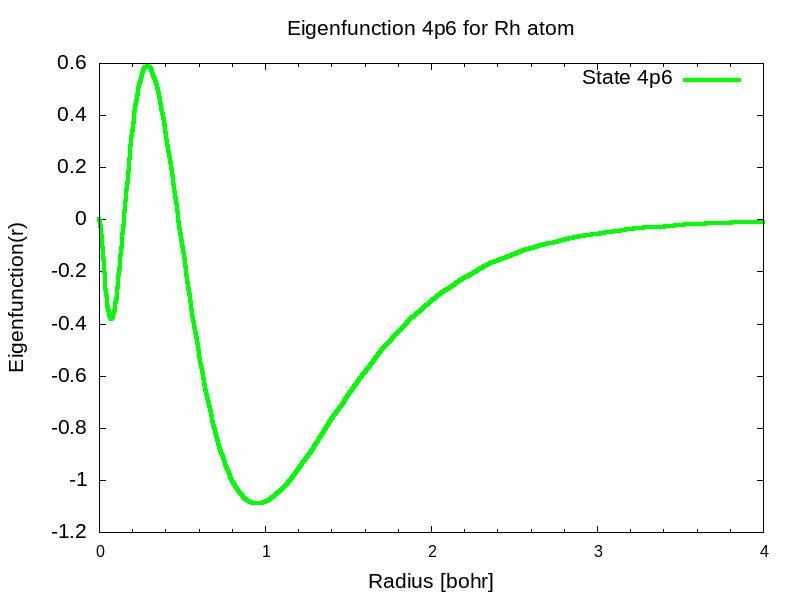 Eigenfunction 4p6 for Rh atom
State 4p6
0.6
0.4
0.2
0
-0.2
-0.4
-0.6
-0.8
-1
-1.2
Eigenfunction(r)
0 1 2 3 4
Radius [bohr]